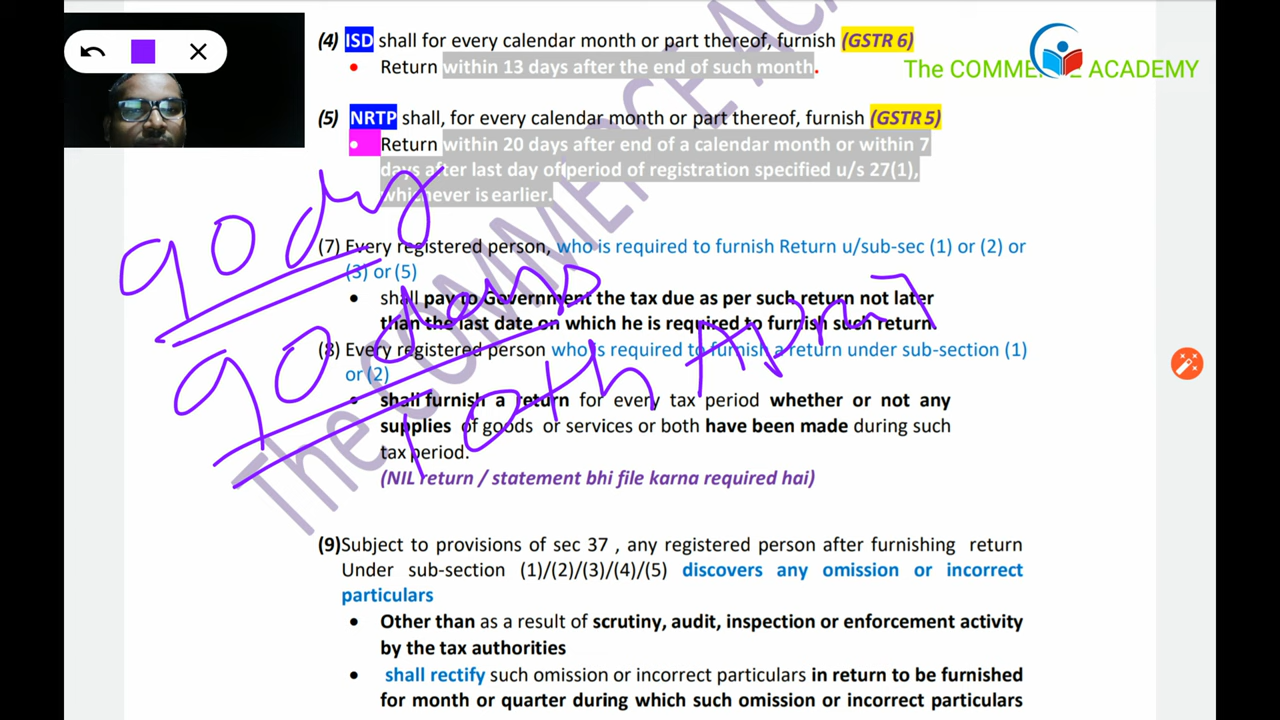 (4) ISD shall for every calendar month or part thereof, furnish (GSTR 6)
• Return within 13 days after the end of such month.
The COMMERCE ACADEMY
(5) NRTP shall, for every calendar month or part thereof, furnish (GSTR 5)
• Return within 20 days after end of a calendar month or within 7
days after last day of period of registration specified u/s 27(1),
whichever is earlier.
90 days
(7) Every registered person, who is required to furnish Return u/sub-sec (1) or (2) or
(3) or (5)
• shall pay to Government the tax due as per such return not later
than the last date on which he is required to furnish such return.
90 days
10th April
(8) Every registered person who is required to furnish a return under sub-section (1)
or (2)
• shall furnish a return for every tax period whether or not any
supplies of goods or services or both have been made during such
tax period.
(NIL return / statement bhi file karna required hai)
(9)Subject to provisions of sec 37 , any registered person after furnishing return
Under sub-section (1)/(2)/(3)/(4)/(5) discovers any omission or incorrect
particulars
• Other than as a result of scrutiny, audit, inspection or enforcement activity
by the tax authorities
• shall rectify such omission or incorrect particulars in return to be furnished
for month or quarter during which such omission or incorrect particulars
The COMMERCE ACA